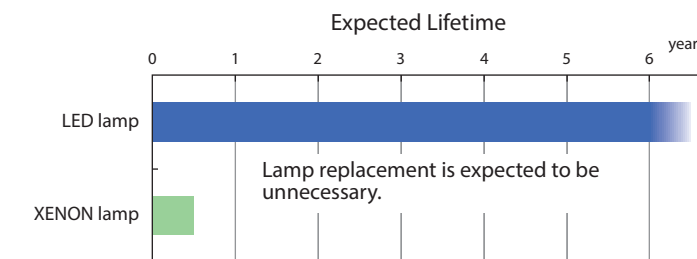 Expected Lifetime
year
0 1 2 3 4 5 6
LED lamp
Lamp replacement is expected to be
unnecessary.
XENON lamp